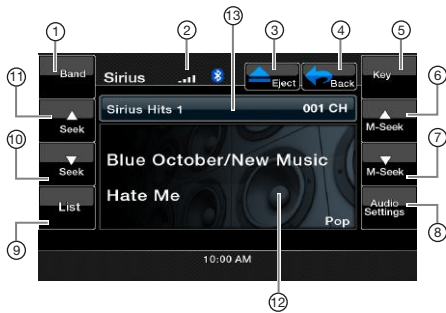 ① ② ⑬ ③ ④ ⑤
Band
Sirius
Eject
Back
Key
⑪ ⑥
Seek
Sirius Hits 1 001 CH
M-Seek
⑩ ⑦
Seek
Blue October/New Music
M-Seek
List
Hate Me
Audio
Settings
Pop
⑨ ⑧
10:00 AM
⑫